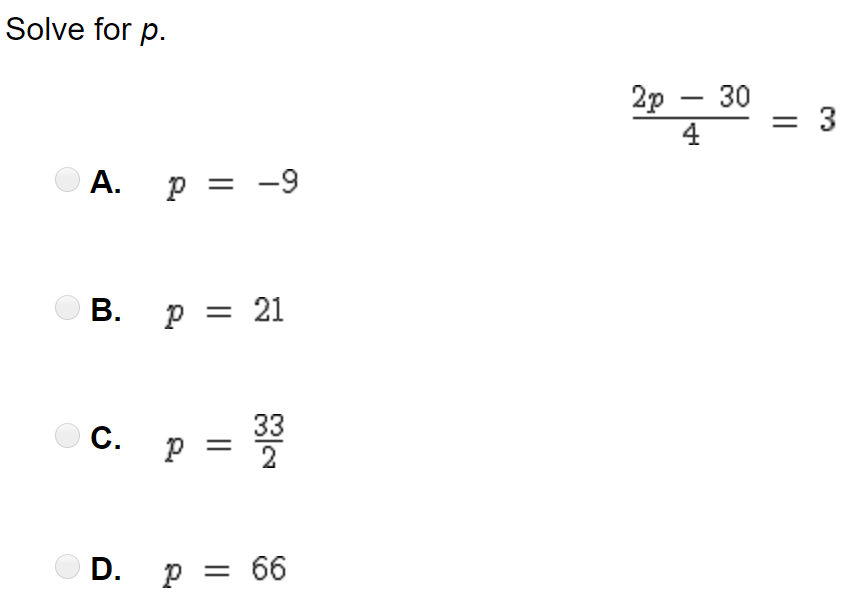 Solve for p.
2p − 30
4
= 3
A. p = −9
B. p = 21
C. p = 33/2
D. p = 66